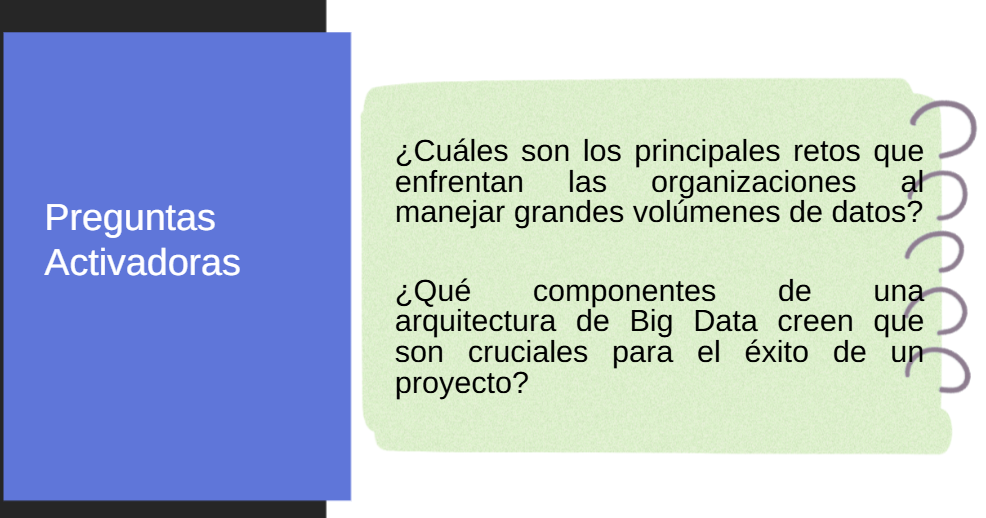 Preguntas
Activadoras
¿Cuáles son los principales retos que
enfrentan las organizaciones al
manejar grandes volúmenes de datos?
¿Qué componentes de una
arquitectura de Big Data creen que
son cruciales para el éxito de un
proyecto?